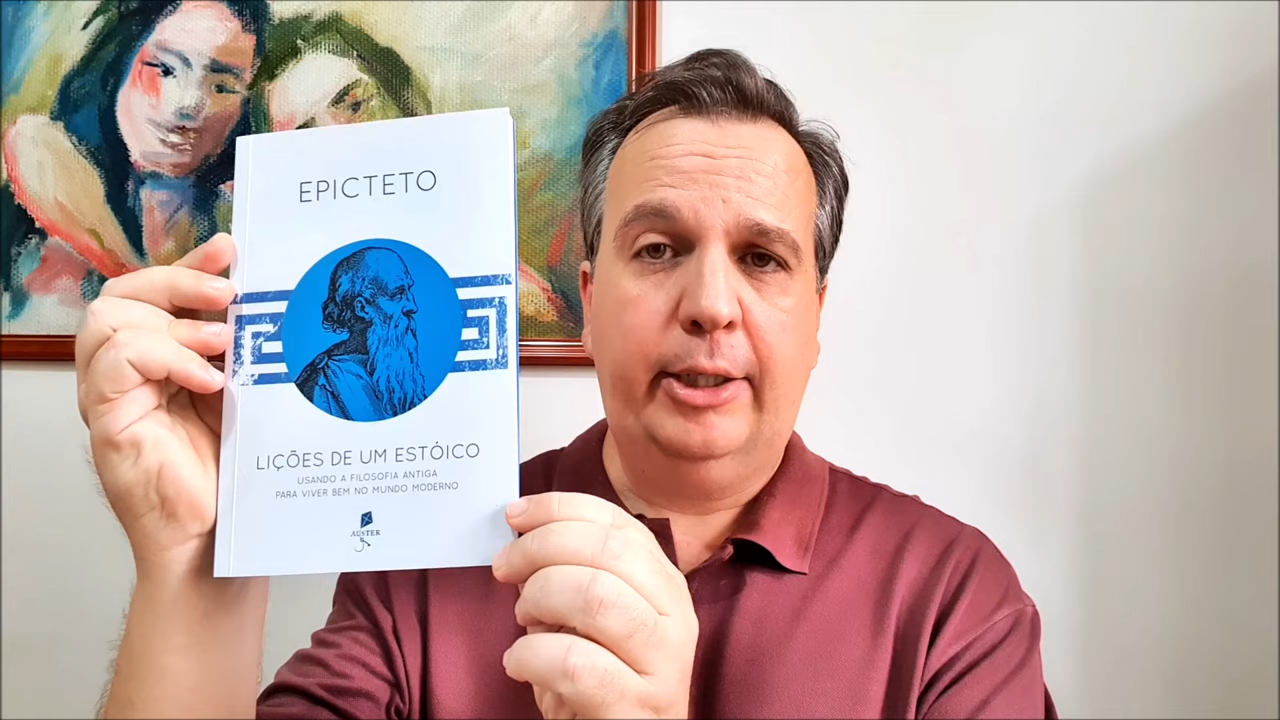 EPICTETO
LIÇÕES DE UM ESTÓICO
USANDO A FILOSOFIA ANTIGA
PARA VIVER BEM NO MUNDO MODERNO
AUSTER